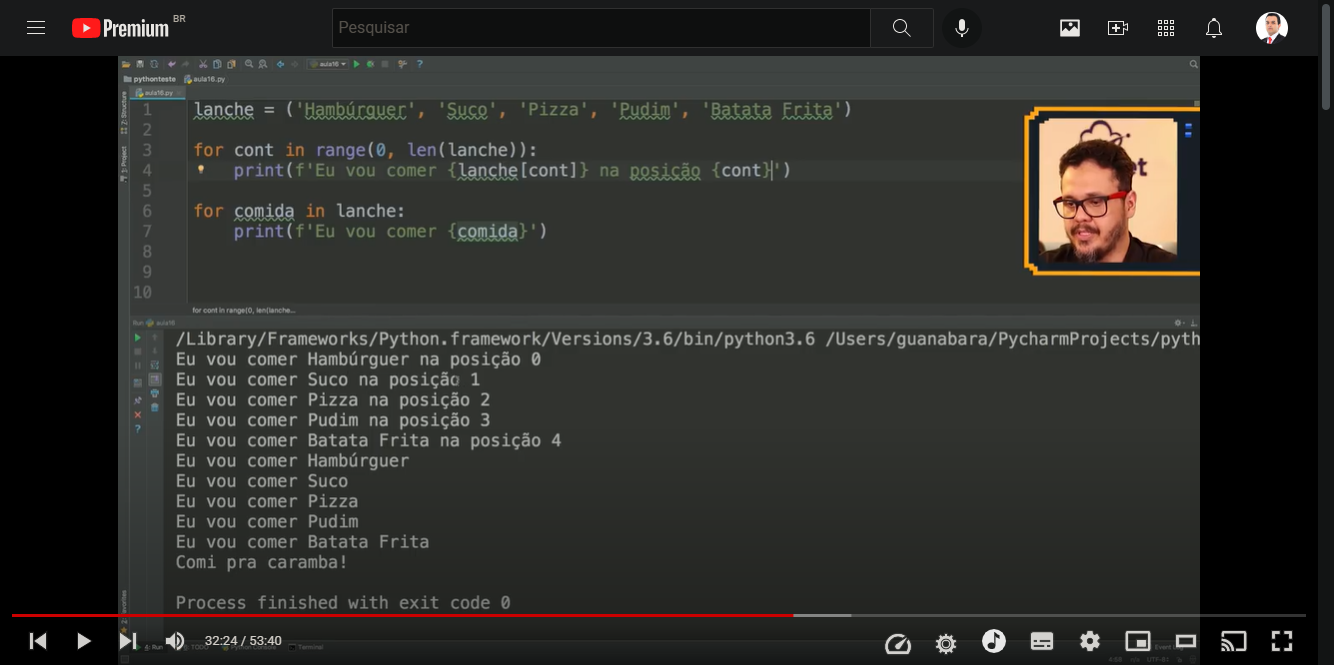 Premium BR
Pesquisar
aula16
pythonteste aula16.py
aula16.py
1 lanche = ('Hambúrguer', 'Suco', 'Pizza', 'Pudim', 'Batata Frita')
2
3 for cont in range(0, len(lanche)):
4 print(f'Eu vou comer {lanche[cont]} na posição {cont}')
5
6 for comida in lanche:
7 print(f'Eu vou comer {comida}')
8
9
10
for cont in range(0, len(lanche...
Run aula16
/Library/Frameworks/Python.framework/Versions/3.6/bin/python3.6 /Users/guanabara/PycharmProjects/pyth
Eu vou comer Hambúrguer na posição 0
Eu vou comer Suco na posição 1
Eu vou comer Pizza na posição 2
Eu vou comer Pudim na posição 3
Eu vou comer Batata Frita na posição 4
Eu vou comer Hambúrguer
Eu vou comer Suco
Eu vou comer Pizza
Eu vou comer Pudim
Eu vou comer Batata Frita
Comi pra caramba!
Process finished with exit code 0
32:24 / 53:40
4: Run TODO Python Console Terminal